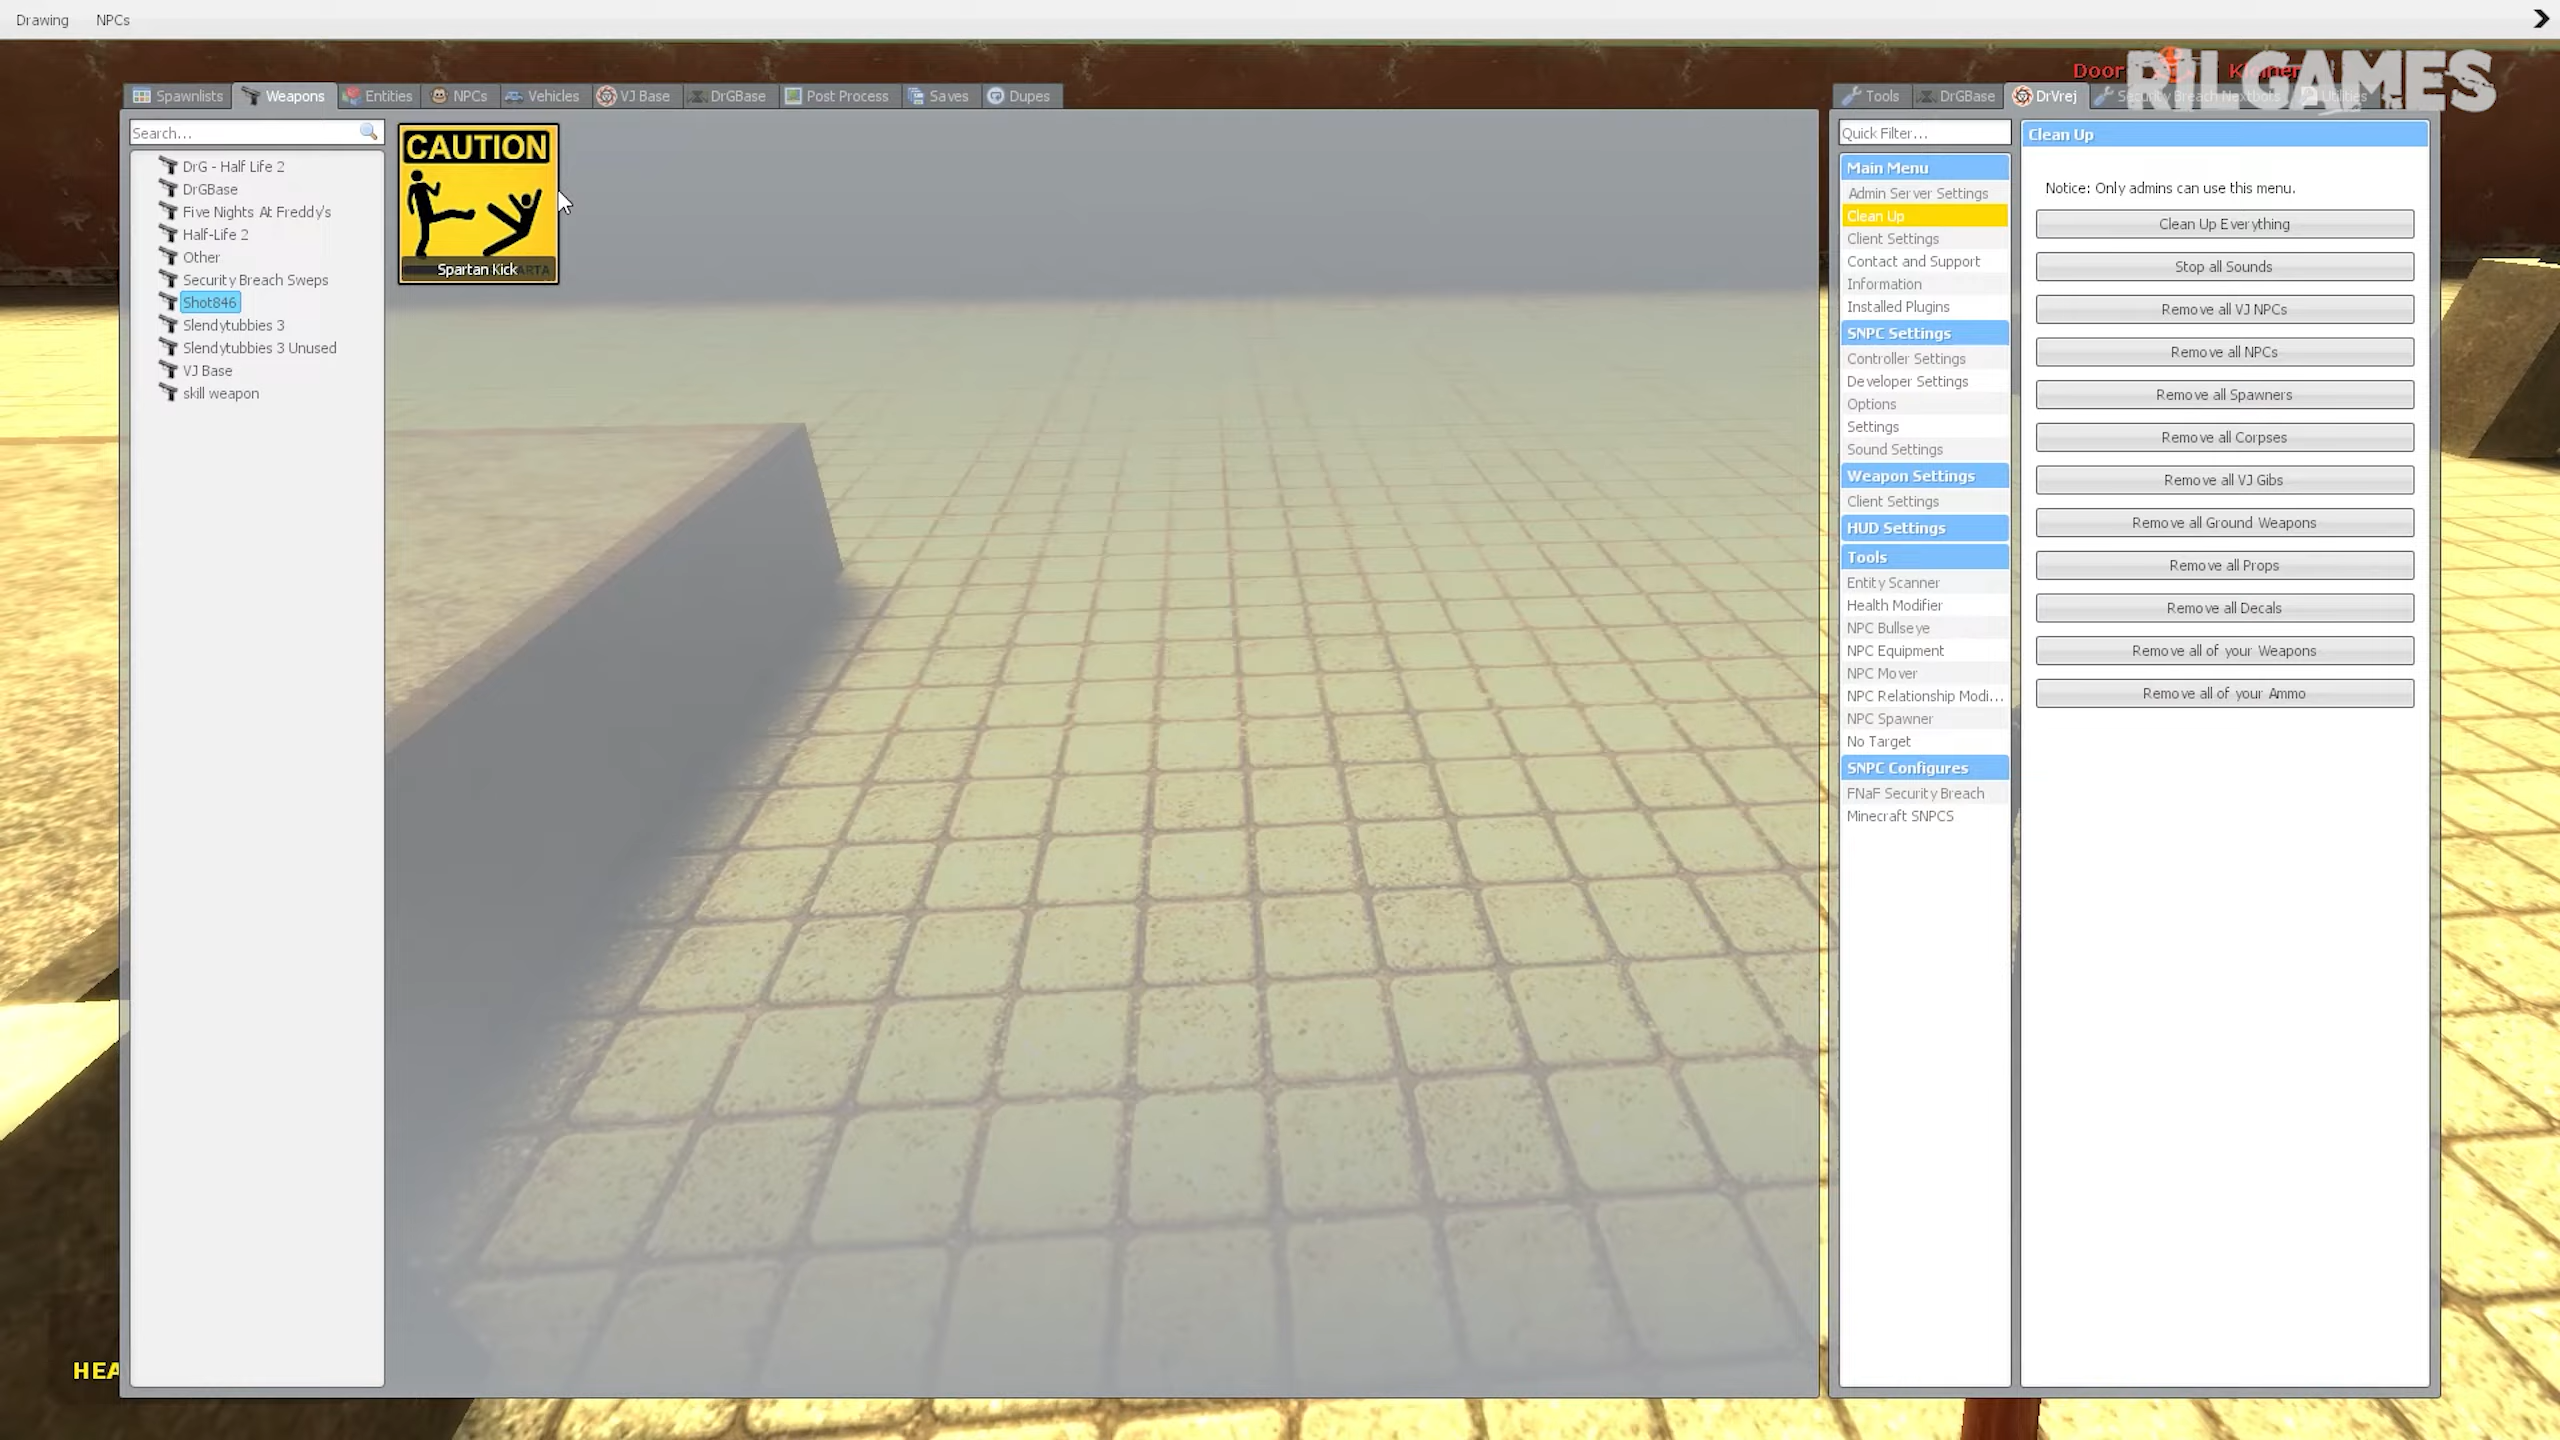 Drawing NPCs
RILGAMES
Door
Spawnlists Weapons Entities NPCs Vehicles VJ Base DrGBase Post Process Saves Dupes
Search...
DrG - Half Life 2
DrGBase
Five Nights At Freddy's
Half-Life 2
Other
Security Breach Sweps
Shot846
Slendytubbies 3
Slendytubbies 3 Unused
VJ Base
skill weapon
CAUTION
Spartan Kick
HEA
Tools DrGBase DrVrej Security Breach Nextbots Utilities
Quick Filter...
Main Menu
Admin Server Settings
Clean Up
Client Settings
Contact and Support
Information
Installed Plugins
SNPC Settings
Controller Settings
Developer Settings
Options
Settings
Sound Settings
Weapon Settings
Client Settings
HUD Settings
Tools
Entity Scanner
Health Modifier
NPC Bullseye
NPC Equipment
NPC Mover
NPC Relationship Modi...
NPC Spawner
No Target
SNPC Configures
FNaF Security Breach
Minecraft SNPCS
Clean Up
Notice: Only admins can use this menu.
Clean Up Everything
Stop all Sounds
Remove all VJ NPCs
Remove all NPCs
Remove all Spawners
Remove all Corpses
Remove all VJ Gibs
Remove all Ground Weapons
Remove all Props
Remove all Decals
Remove all of your Weapons
Remove all of your Ammo